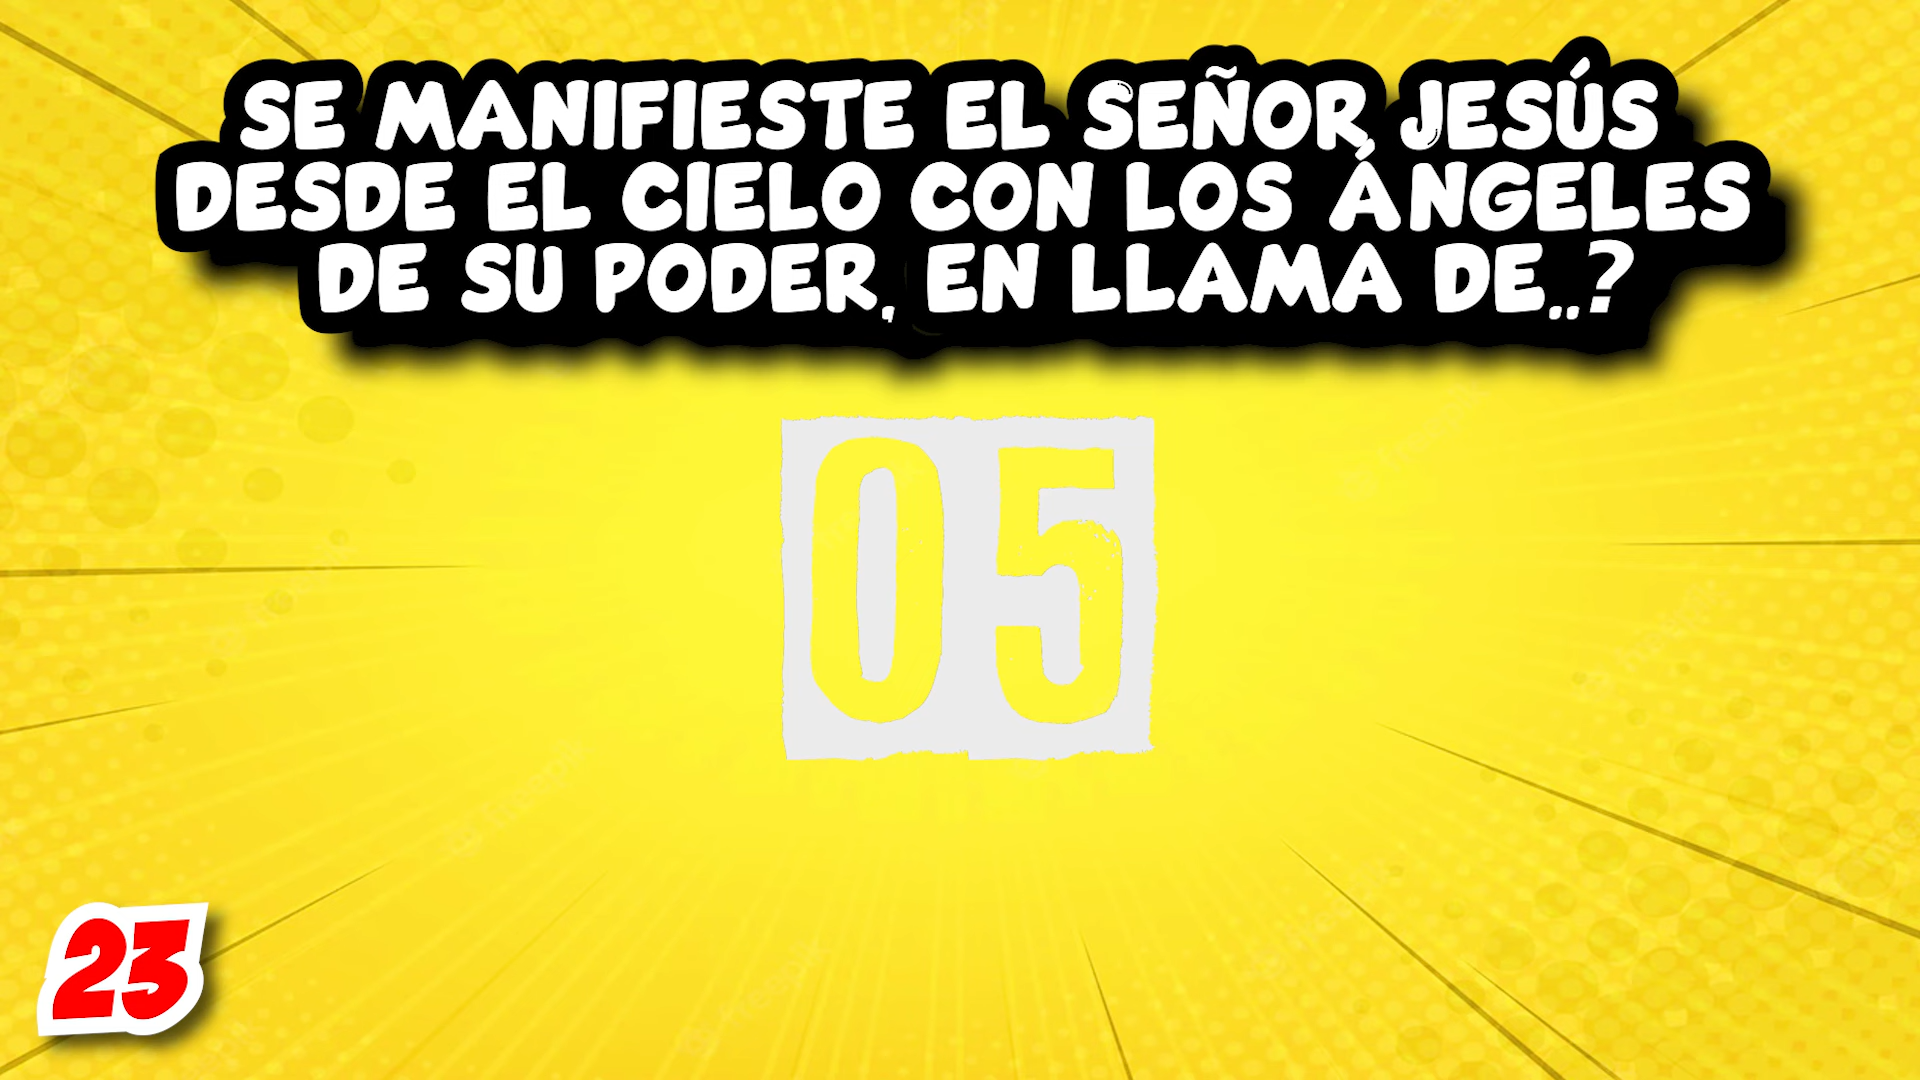 SE MANIFIESTE EL SEÑOR JESÚS
DESDE EL CIELO CON LOS ÁNGELES
DE SU PODER, EN LLAMA DE..?
05
23